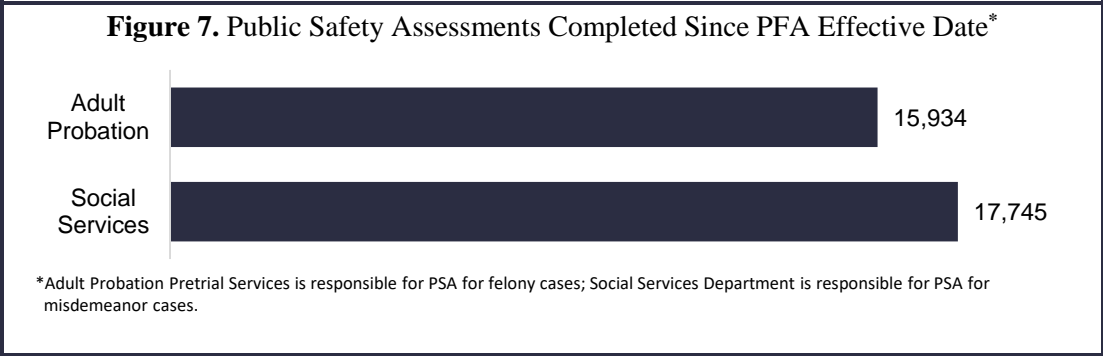 Figure 7. Public Safety Assessments Completed Since PFA Effective Date*
Adult
Probation
15,934
Social
Services
17,745
*Adult Probation Pretrial Services is responsible for PSA for felony cases; Social Services Department is responsible for PSA for
misdemeanor cases.